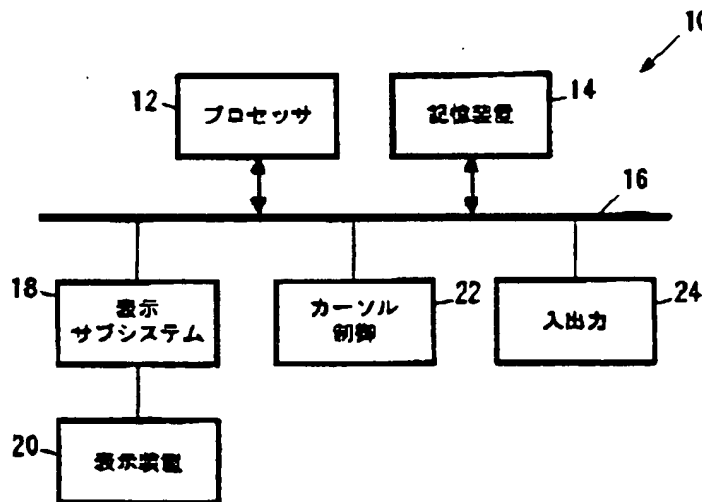 10
12
プロセッサ
記憶装置
14
16
18
表示
サブシステム
カーソル
制御
22
入出力
24
20
表示装置